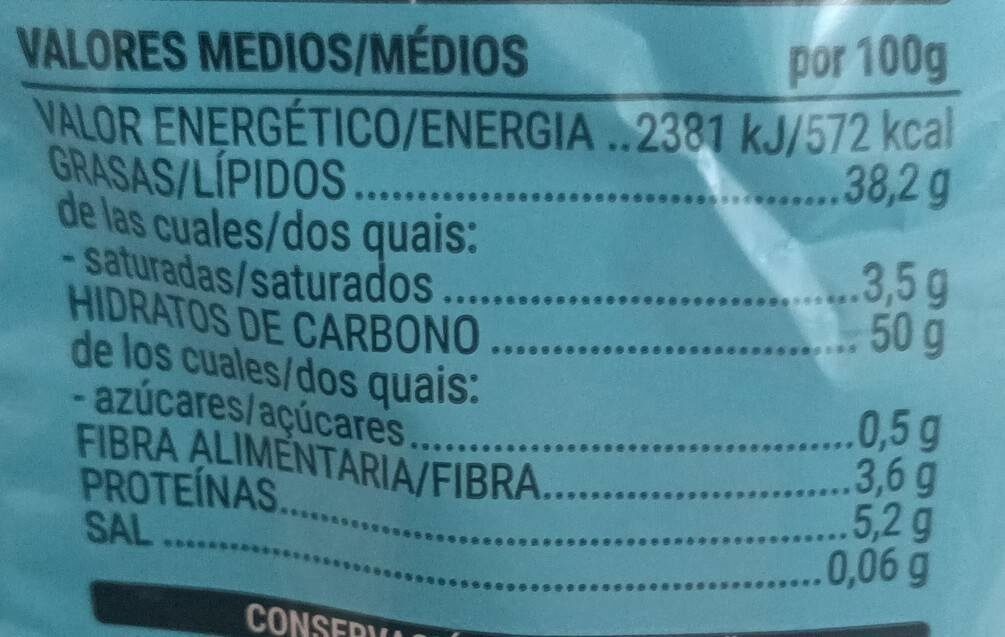 VALORES MEDIOS/MÉDIOS por 100g
VALOR ENERGÉTICO/ENERGIA ..2381 kJ/572 kcal
GRASAS/LÍPIDOS ..................................38,2 g
de las cuales/dos quais:
- saturadas/saturados ..............................3,5 g
HIDRATOS DE CARBONO .......................... 50 g
de los cuales/dos quais:
- azúcares/açúcares ................................0,5 g
FIBRA ALIMENTARIA/FIBRA......................3,6 g
PROTEÍNAS..........................................5,2 g
SAL ..................................................0,06 g